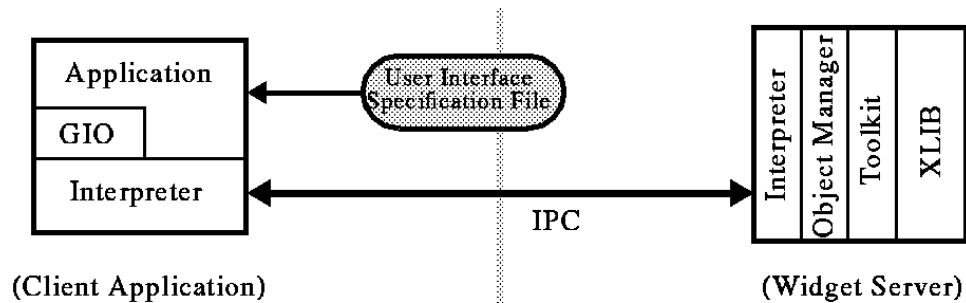 Application
GIO
Interpreter
(Client Application)
User Interface
Specification File
IPC
Interpreter
Object Manager
Toolkit
XLIB
(Widget Server)